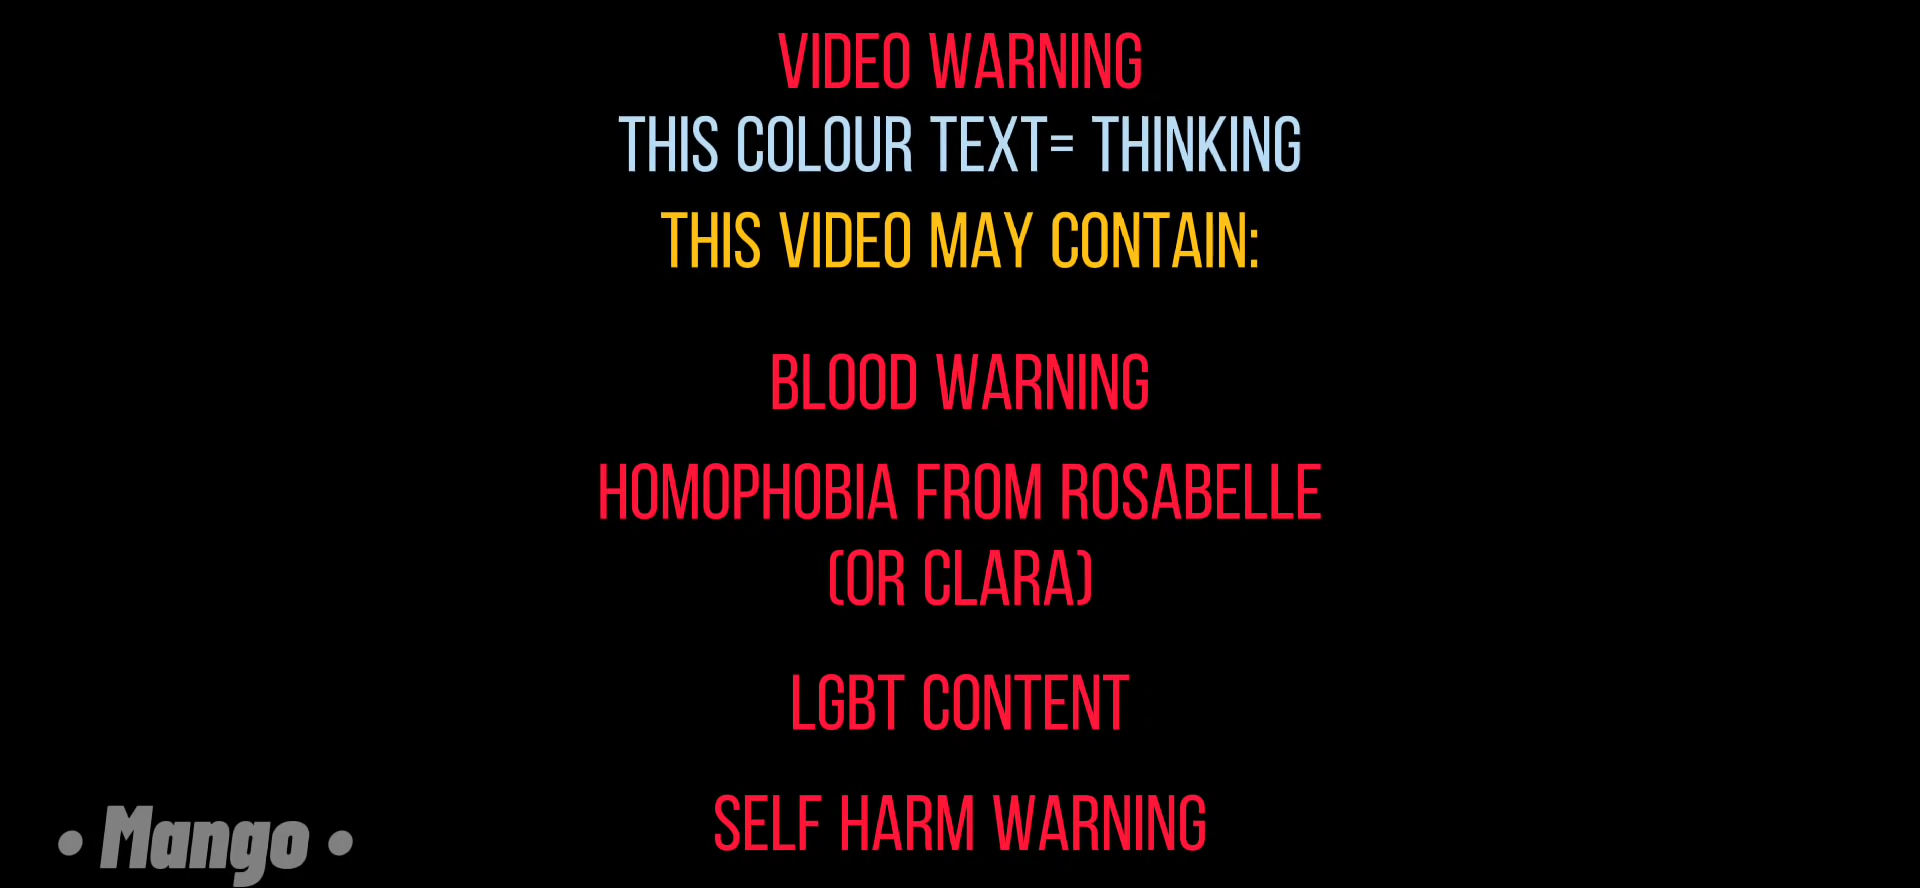 VIDEO WARNING
THIS COLOUR TEXT= THINKING
THIS VIDEO MAY CONTAIN:
BLOOD WARNING
HOMOPHOBIA FROM ROSABELLE
(OR CLARA)
LGBT CONTENT
SELF HARM WARNING
• Mango •